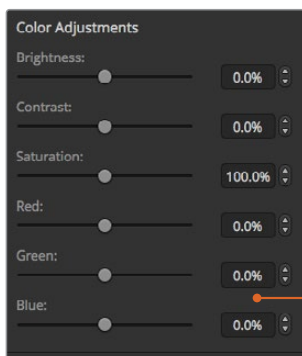 Color Adjustments
Brightness:
0.0%
Contrast:
0.0%
Saturation:
100.0%
Red:
0.0%
Green:
0.0%
Blue:
0.0%